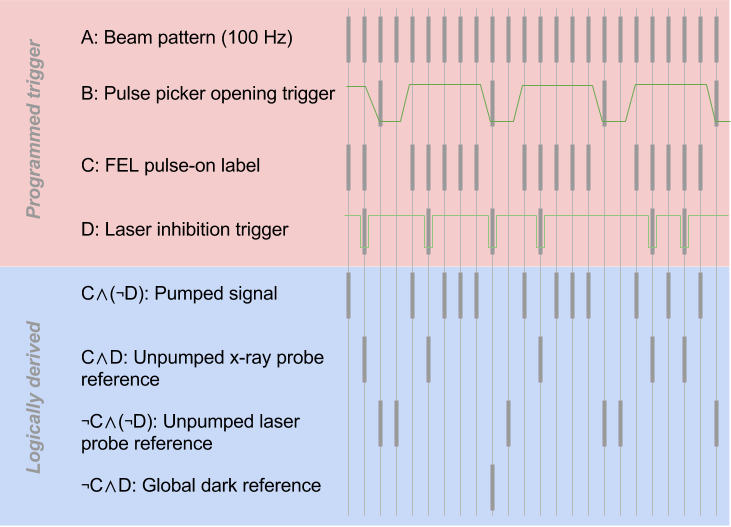 Programmed trigger
A: Beam pattern (100 Hz)
B: Pulse picker opening trigger
C: FEL pulse-on label
D: Laser inhibition trigger
Logically derived
C∧(¬D): Pumped signal
C∧D: Unpumped x-ray probe
reference
¬C∧(¬D): Unpumped laser
probe reference
¬C∧D: Global dark reference